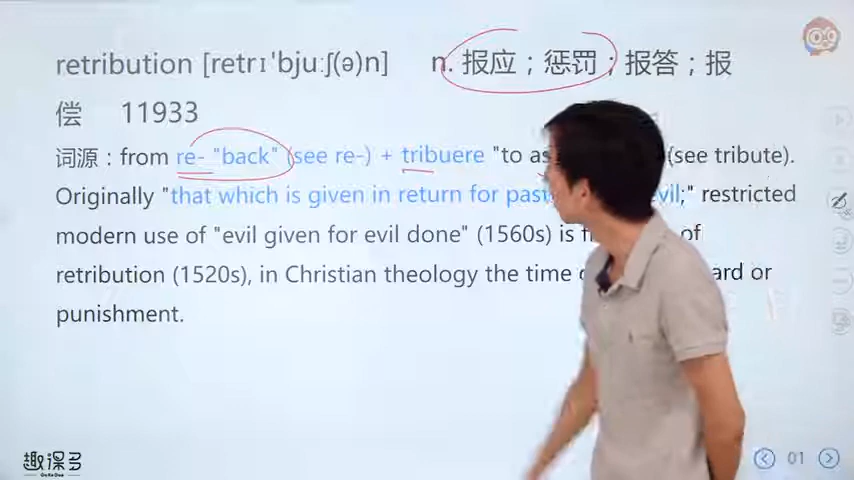 retribution [retrɪˈbjuːʃ(ə)n] n. 报应；惩罚；报答；报
偿 11933
词源：from re- "back" (see re-) + tribuere "to (see tribute).
Originally "that which is given in return for past evil;" restricted
modern use of "evil given for evil done" (1560s) is of
retribution (1520s), in Christian theology the time or
punishment.
趣课多
01